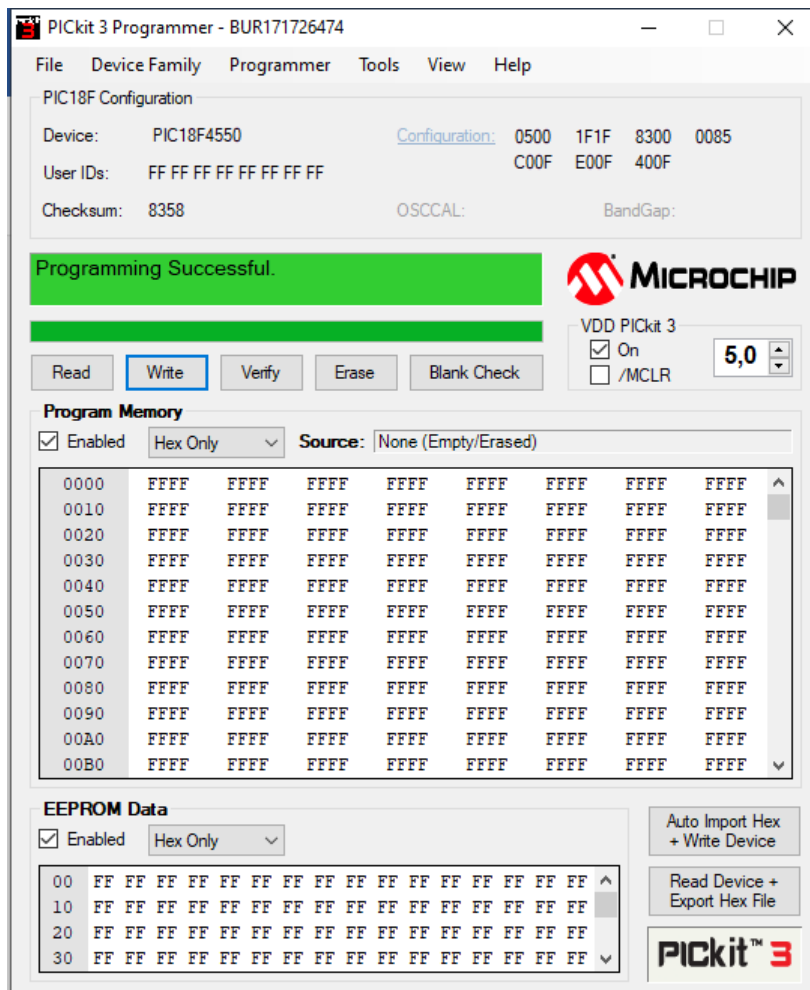 PICkit 3 Programmer - BUR171726474
File Device Family Programmer Tools View Help
PIC18F Configuration
Device: PIC18F4550 Configuration: 0500 1F1F 8300 0085
C00F E00F 400F
User IDs: FF FF FF FF FF FF FF FF
Checksum: 8358 OSCCAL: BandGap:
Programming Successful.
MICROCHIP
VDD PICkit 3
On
/MCLR
5,0
Read Write Verify Erase Blank Check
Program Memory
Enabled Hex Only Source: None (Empty/Erased)
0000 FFFF FFFF FFFF FFFF FFFF FFFF FFFF FFFF
0010 FFFF FFFF FFFF FFFF FFFF FFFF FFFF FFFF
0020 FFFF FFFF FFFF FFFF FFFF FFFF FFFF FFFF
0030 FFFF FFFF FFFF FFFF FFFF FFFF FFFF FFFF
0040 FFFF FFFF FFFF FFFF FFFF FFFF FFFF FFFF
0050 FFFF FFFF FFFF FFFF FFFF FFFF FFFF FFFF
0060 FFFF FFFF FFFF FFFF FFFF FFFF FFFF FFFF
0070 FFFF FFFF FFFF FFFF FFFF FFFF FFFF FFFF
0080 FFFF FFFF FFFF FFFF FFFF FFFF FFFF FFFF
0090 FFFF FFFF FFFF FFFF FFFF FFFF FFFF FFFF
00A0 FFFF FFFF FFFF FFFF FFFF FFFF FFFF FFFF
00B0 FFFF FFFF FFFF FFFF FFFF FFFF FFFF FFFF
EEPROM Data
Enabled Hex Only
00 FF FF FF FF FF FF FF FF FF FF FF FF FF FF FF FF
10 FF FF FF FF FF FF FF FF FF FF FF FF FF FF FF FF
20 FF FF FF FF FF FF FF FF FF FF FF FF FF FF FF FF
30 FF FF FF FF FF FF FF FF FF FF FF FF FF FF FF FF
Auto Import Hex
+ Write Device
Read Device +
Export Hex File
PICkit™ 3